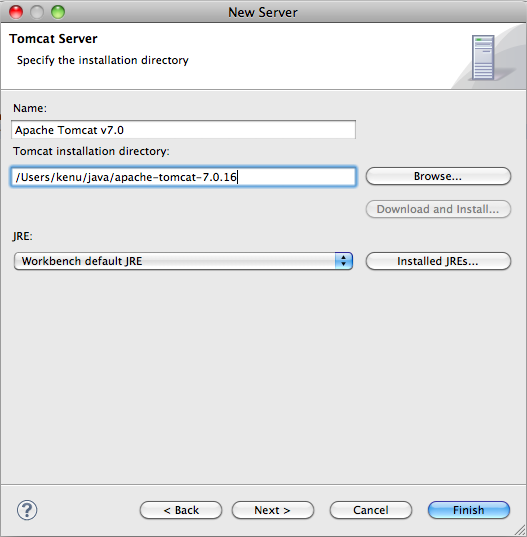 New Server
Tomcat Server
Specify the installation directory
Name:
Apache Tomcat v7.0
Tomcat installation directory:
/Users/kenu/java/apache-tomcat-7.0.16
Browse...
Download and Install...
JRE:
Workbench default JRE
Installed JREs...
?
< Back
Next >
Cancel
Finish